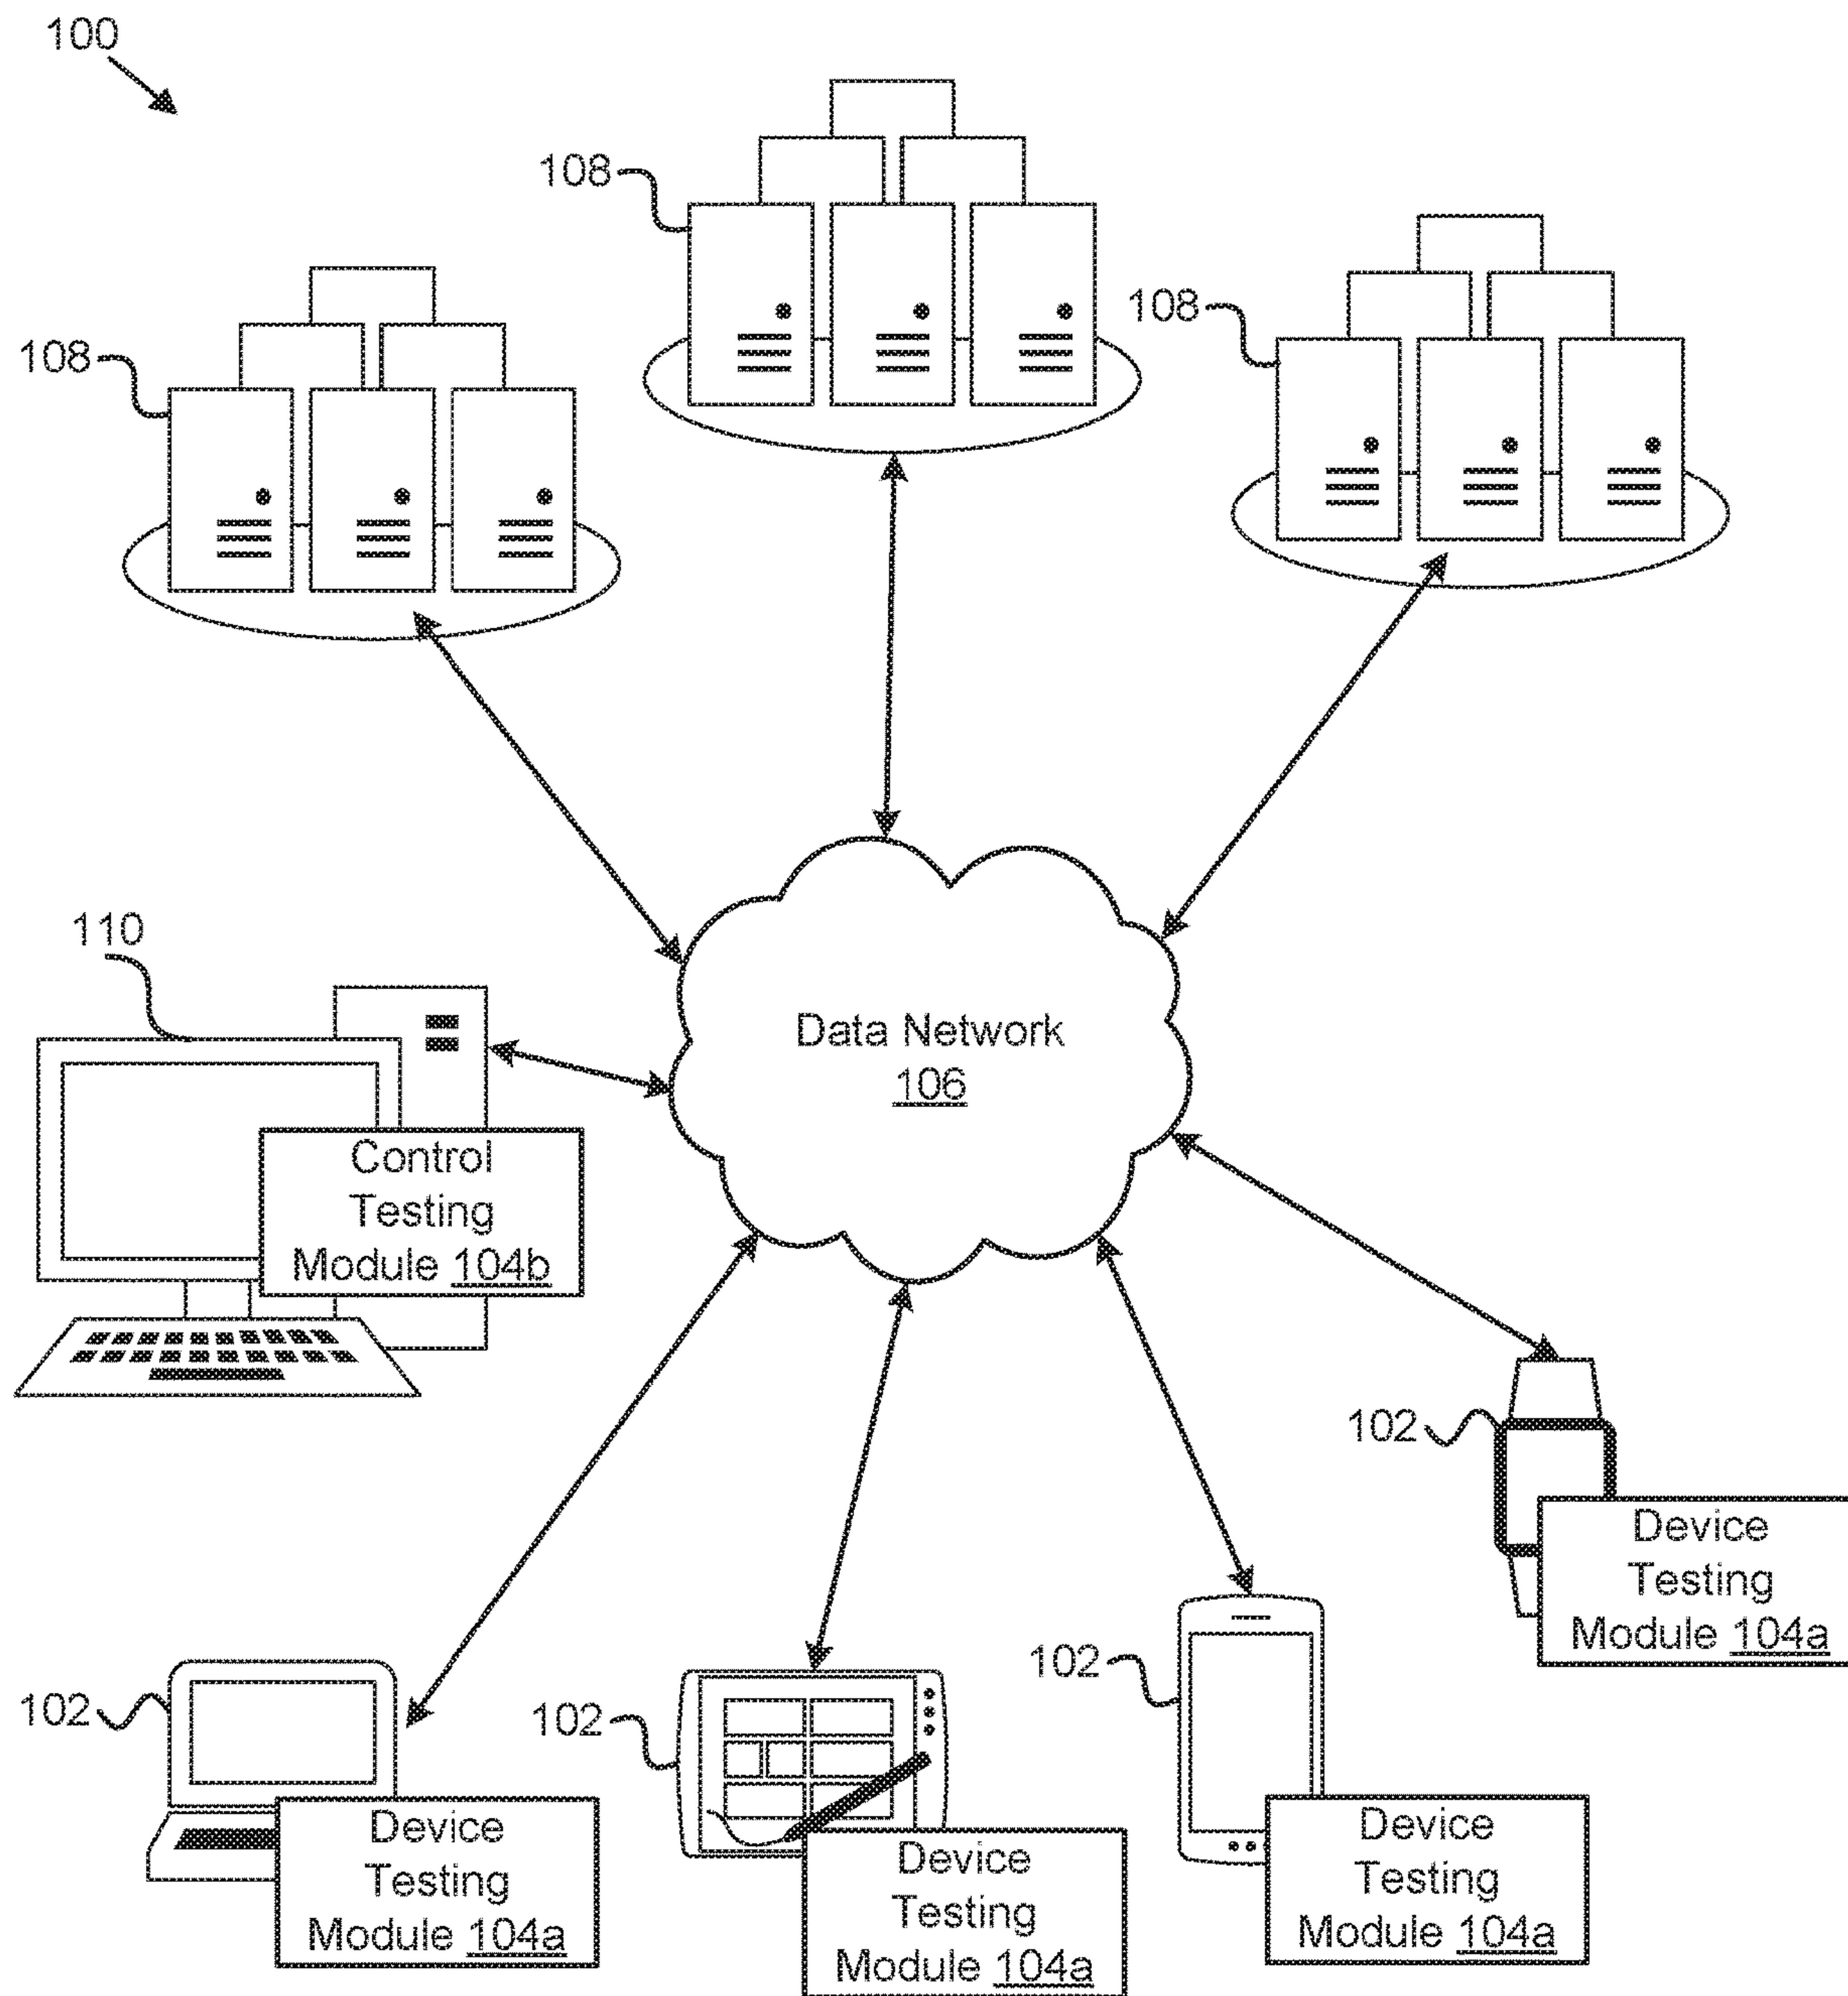 100
108
108
108
110
Data Network
106
Control
Testing
Module 104b
102
Device
Testing
Module 104a
102
Device
Testing
Module 104a
102
Device
Testing
Module 104a
102
Device
Testing
Module 104a